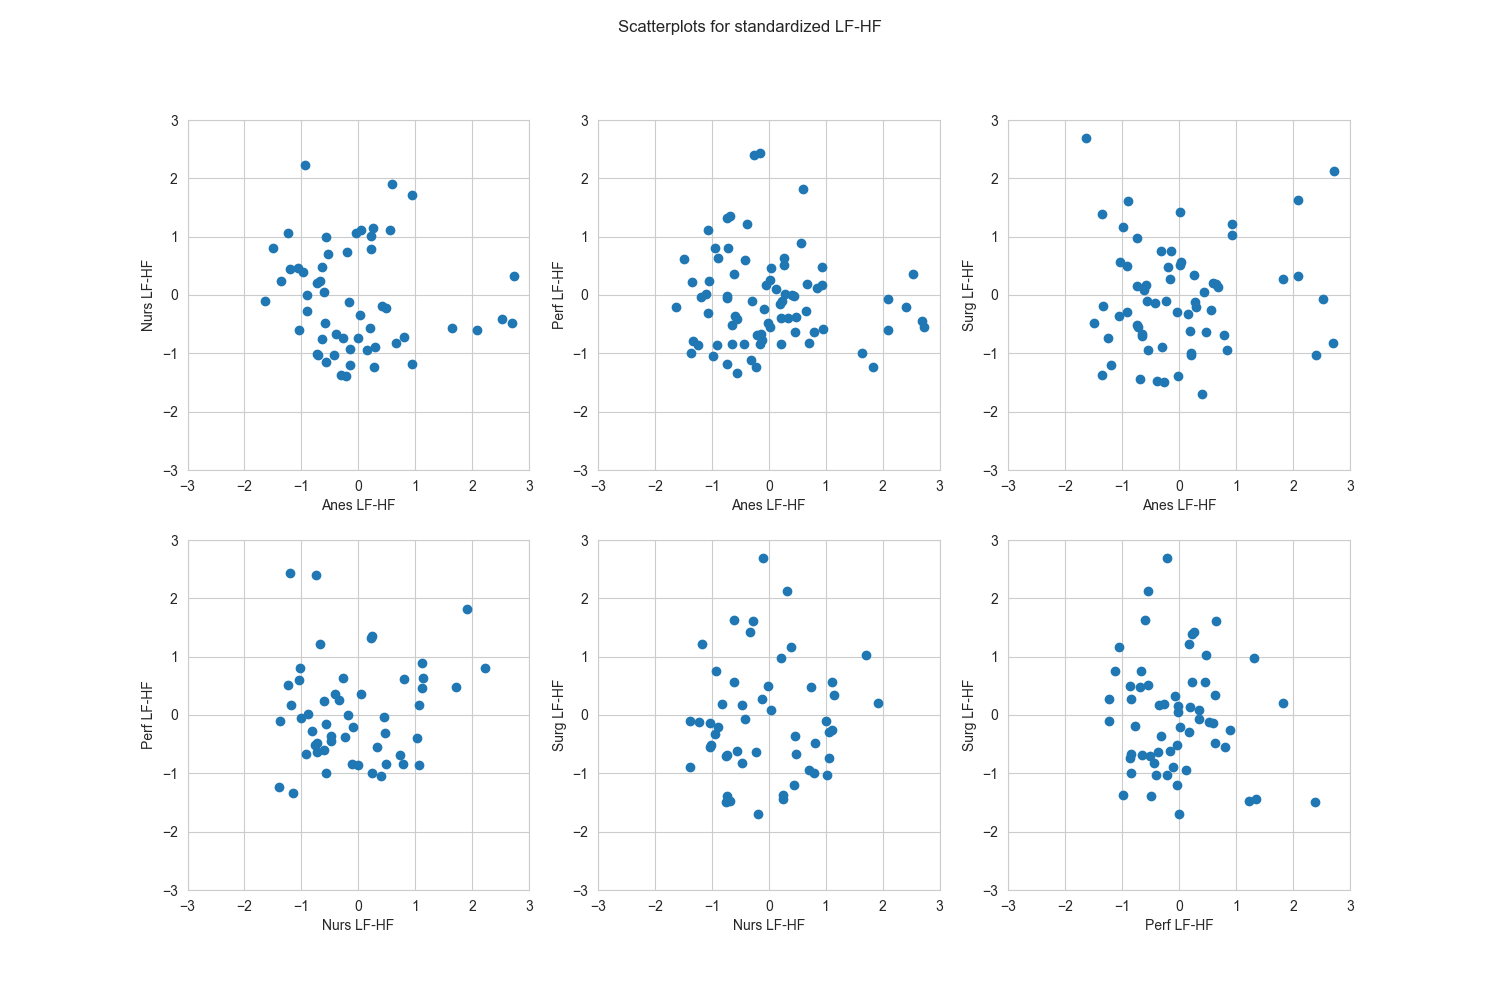 Scatterplots for standardized LF-HF
3 3 3
2 2 2
1 1 1
0 0 0
−1 −1 −1
−2 −2 −2
−3 −3 −3
Nurs LF-HF Perf LF-HF Surg LF-HF
−3 −2 −1 0 1 2 3 −3 −2 −1 0 1 2 3 −3 −2 −1 0 1 2 3
Anes LF-HF Anes LF-HF Anes LF-HF
3 3 3
2 2 2
1 1 1
0 0 0
−1 −1 −1
−2 −2 −2
−3 −3 −3
Perf LF-HF Surg LF-HF Surg LF-HF
−3 −2 −1 0 1 2 3 −3 −2 −1 0 1 2 3 −3 −2 −1 0 1 2 3
Nurs LF-HF Nurs LF-HF Perf LF-HF